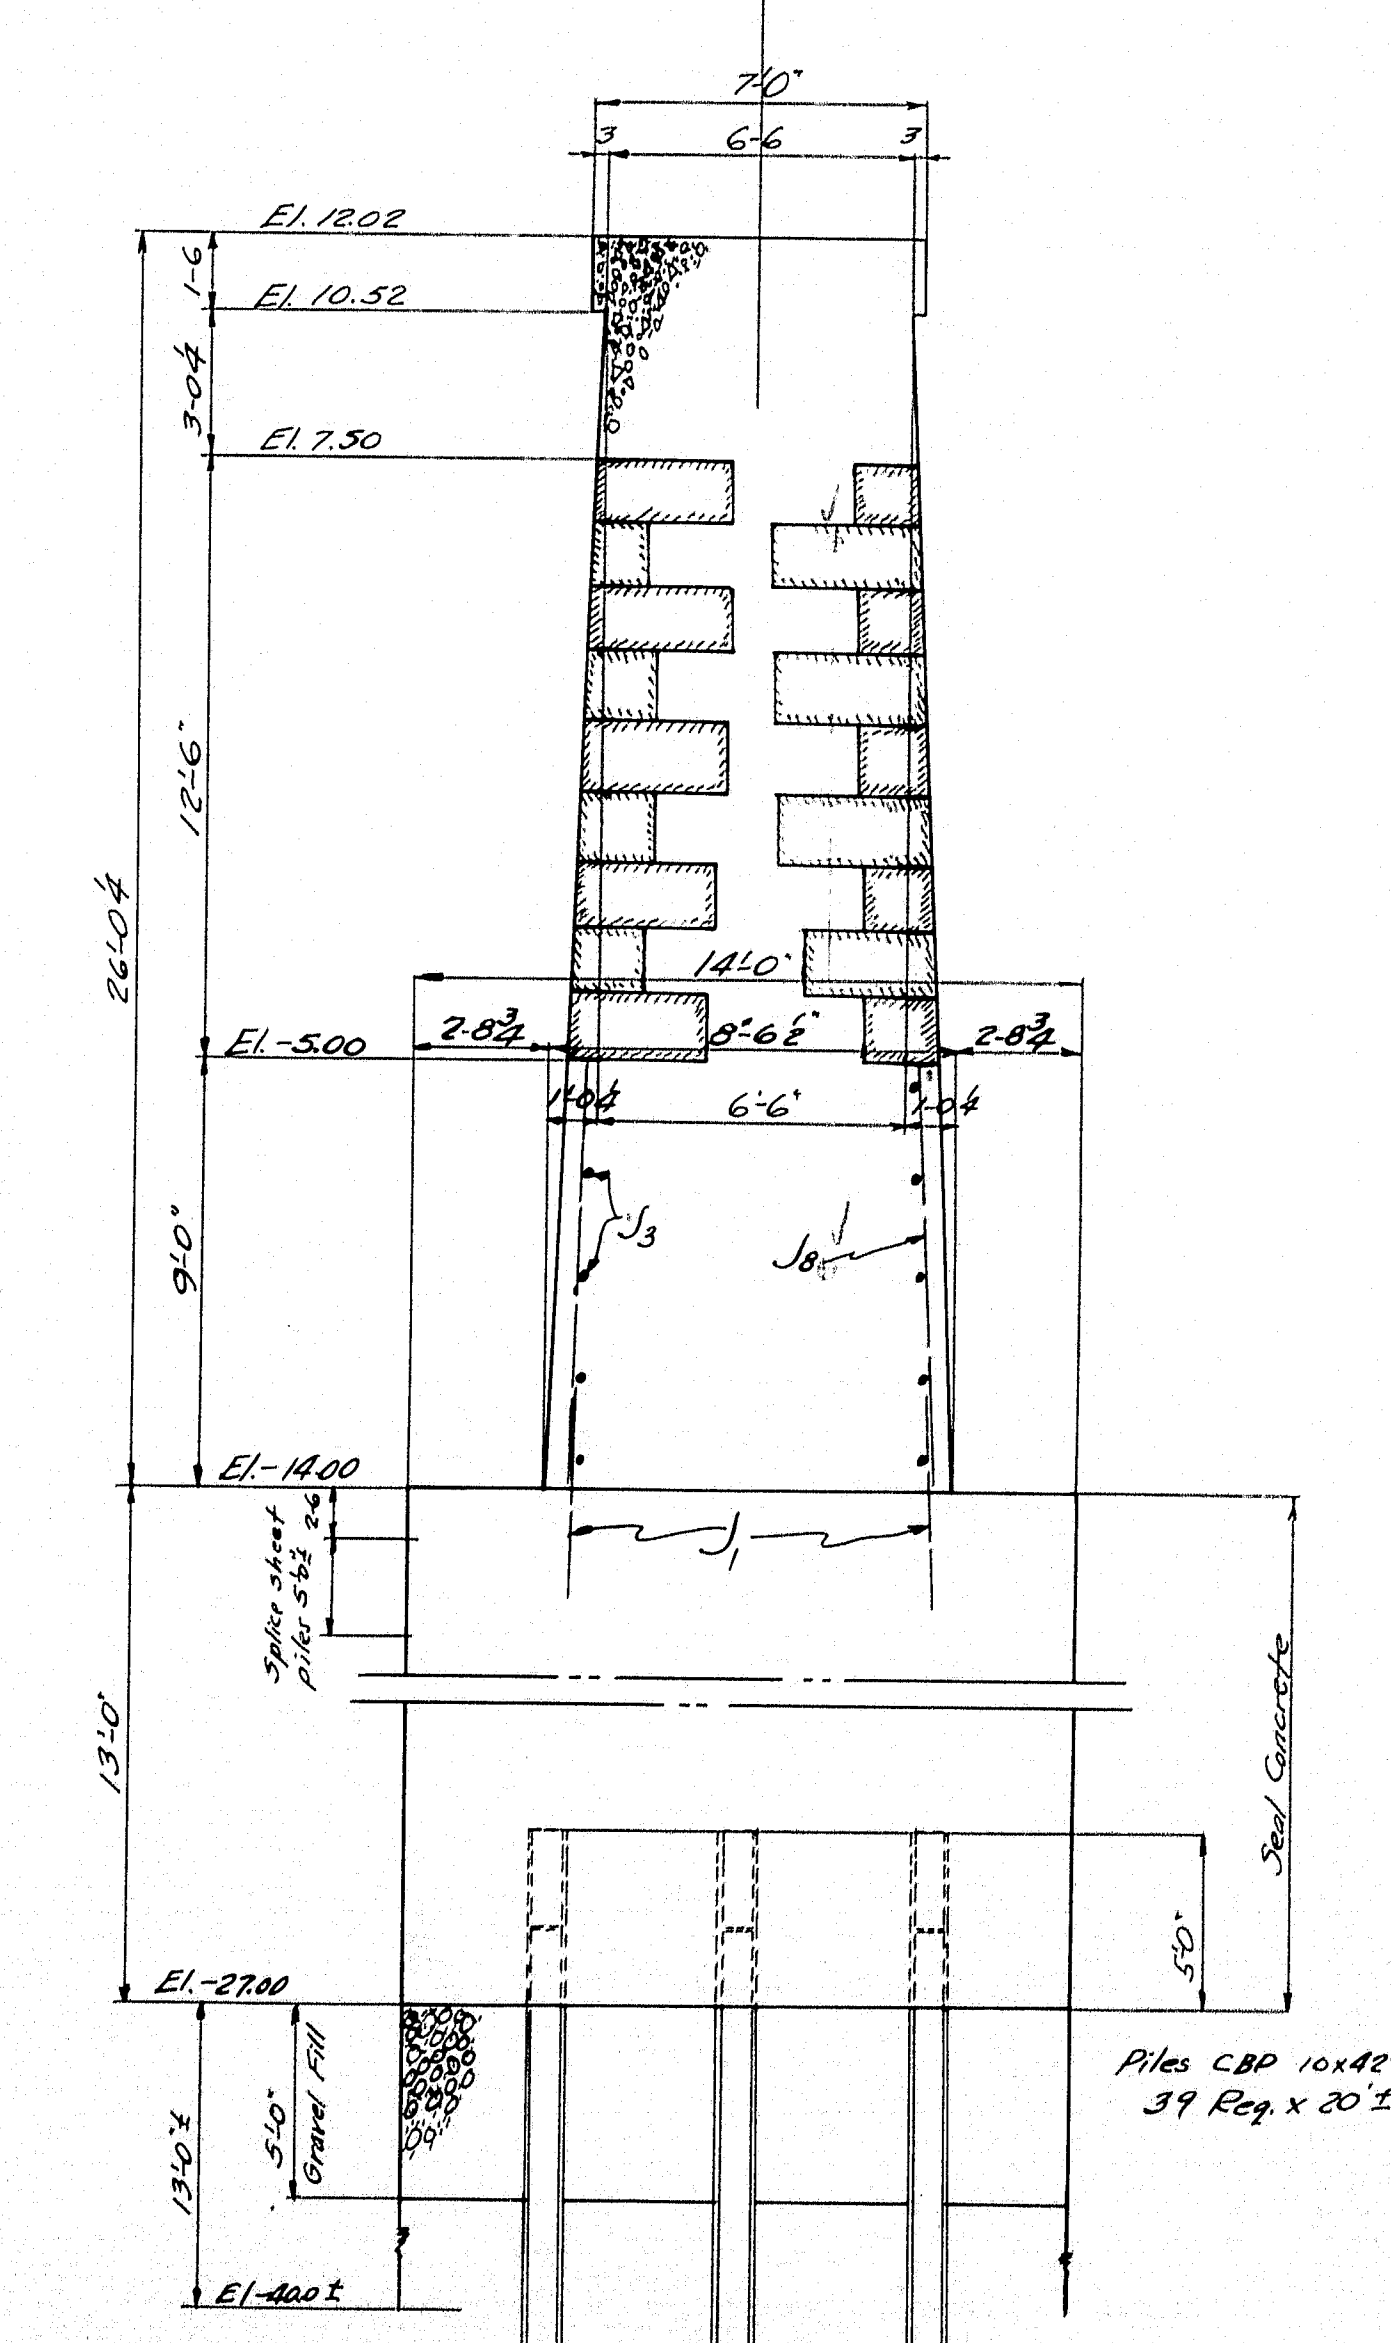 7'-0"
3 6-6 3
El. 12.02
1-6
El. 10.52
3-0¼
El. 7.50
12'-6"
26'-0¼
14'-0"
El. -5.00
2-8¾ 8'-6½" 2-8¾
1'-0¼ 6'-6" 1-0¼
J3
J8
9'-0"
El. -14.00
2-6
Splice sheet
piles 5'-0"±
J1
13'-0"
Seal Concrete
5'-0"
El. -27.00
Gravel Fill
5'-0"
13'-0"±
Piles CBP 10x42
39 Req. x 20'±
El -40.0±